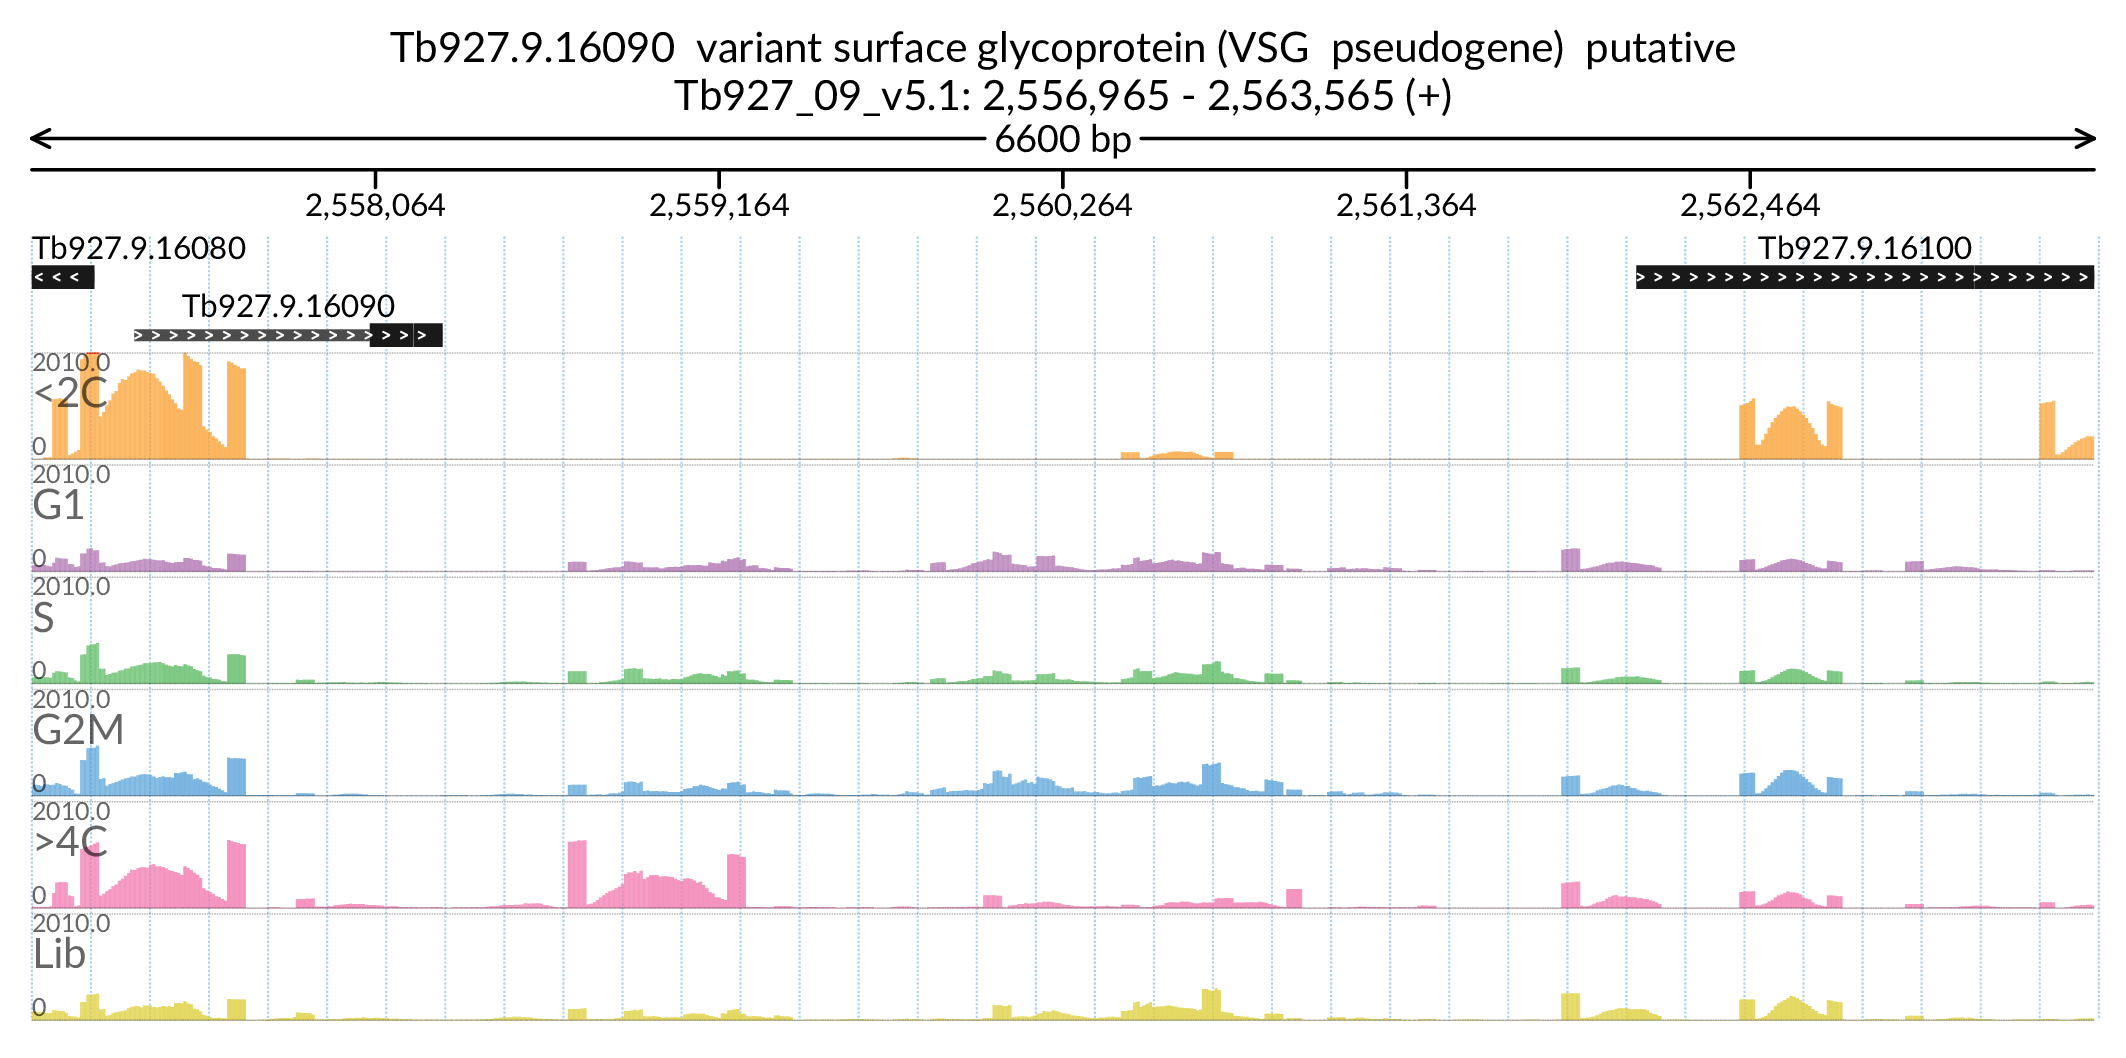 Tb927.9.16090 variant surface glycoprotein (VSG pseudogene) putative
Tb927_09_v5.1: 2,556,965 - 2,563,565 (+)
6600 bp
2,558,064 2,559,164 2,560,264 2,561,364 2,562,464
Tb927.9.16080 Tb927.9.16100
Tb927.9.16090
2010.0
<2C
0
2010.0
G1
0
2010.0
S
0
2010.0
G2M
0
2010.0
>4C
0
2010.0
Lib
0